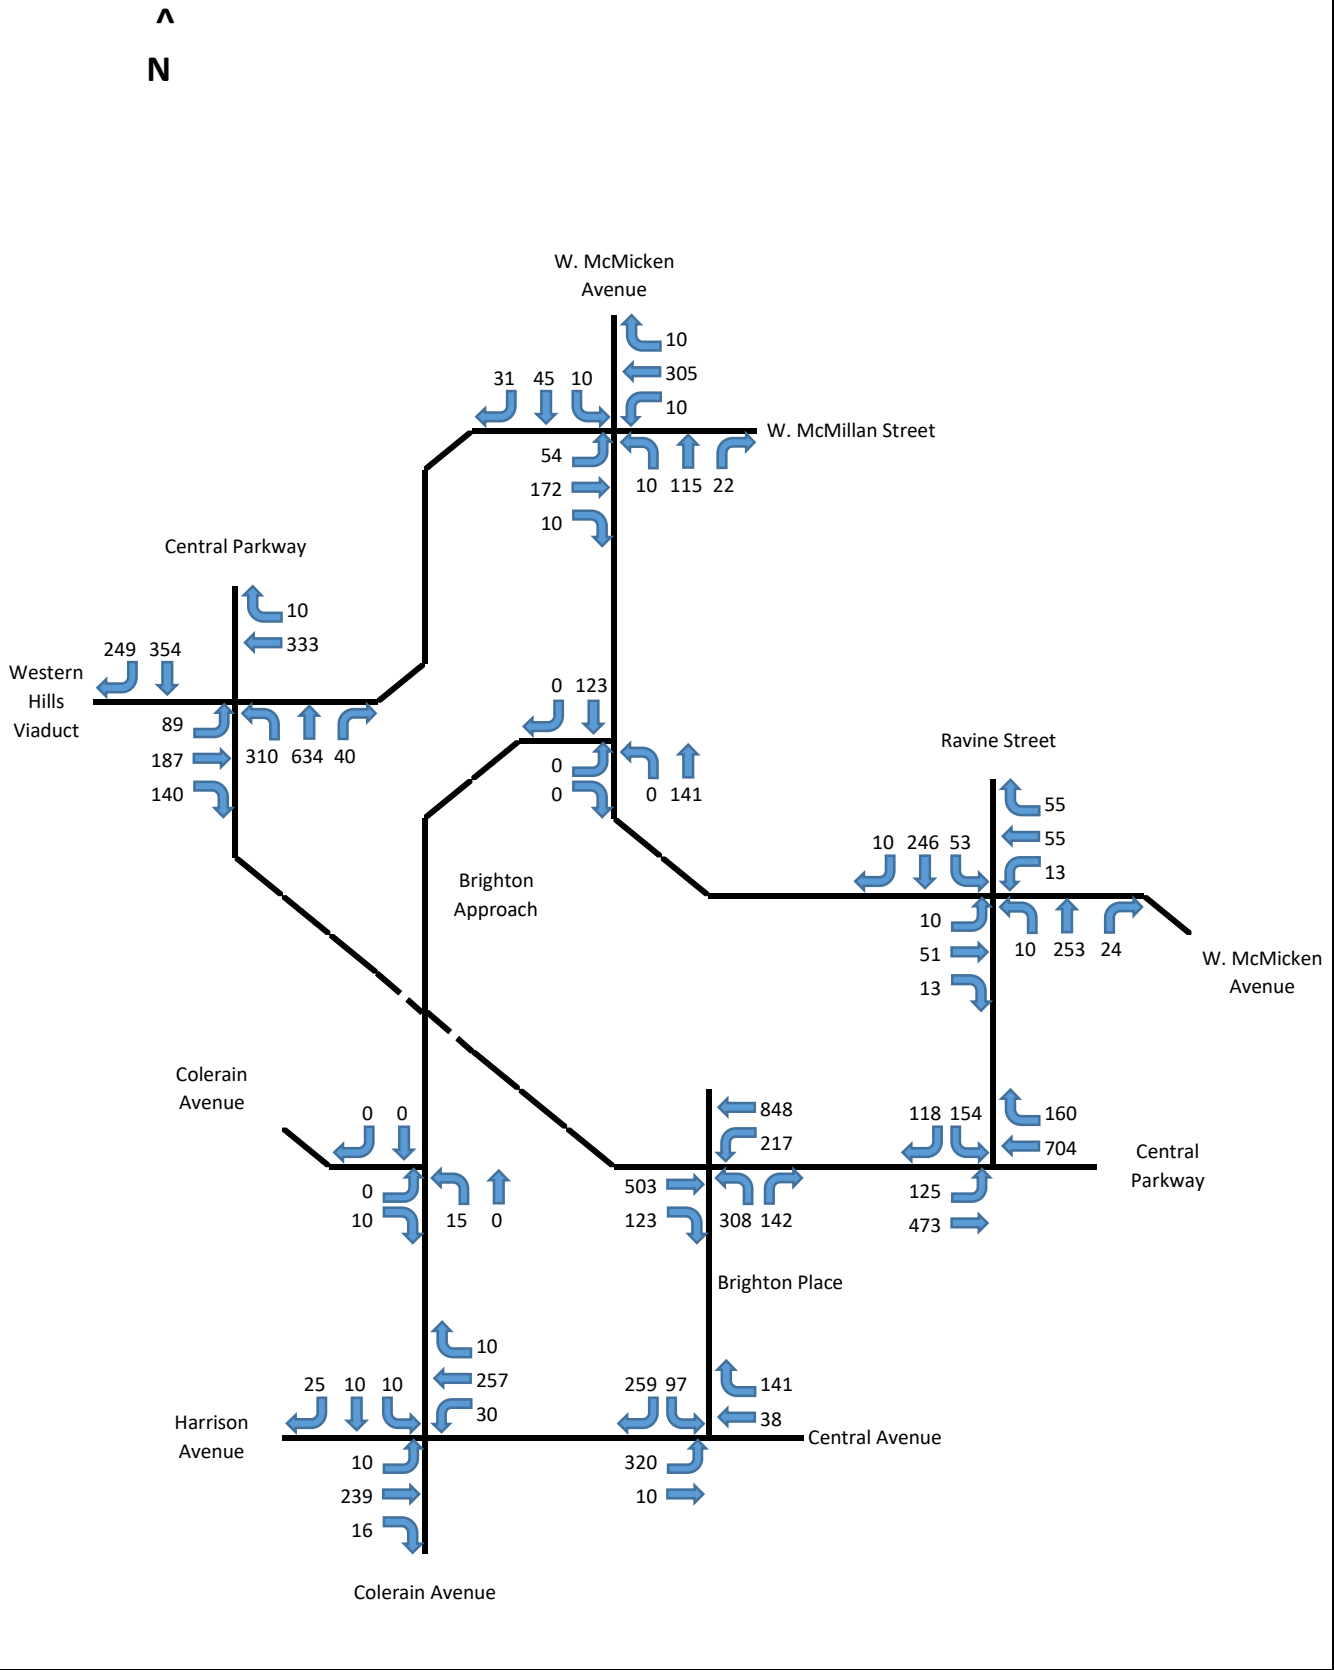 ^
N
W. McMicken
Avenue
10
305
31 45 10
10
W. McMillan Street
54
172
10 115 22
10
Central Parkway
10
333
249 354
Western
Hills
Viaduct
89
187
310 634 40
140
0 123
0
0
0 141
Ravine Street
55
55
10 246 53
13
Brighton
Approach
10
51
10 253 24
13
W. McMicken
Avenue
Colerain
Avenue
0 0
848
217
118 154
160
704
Central
Parkway
0
10
15 0
503
123
308 142
125
473
Brighton Place
10
257
25 10 10
30
259 97
141
38
Harrison
Avenue
Central Avenue
10
239
16
320
10
Colerain Avenue